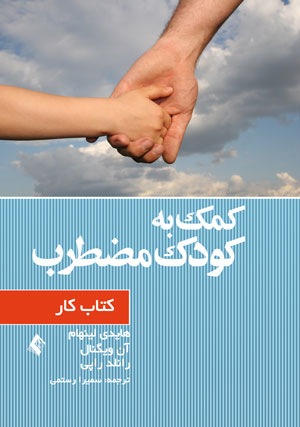 کمک به
کودک مضطرب
کتاب کار
هایدی لینهام
آن ویگنال
رانلد راپی
ترجمه: سمیرا رستمی